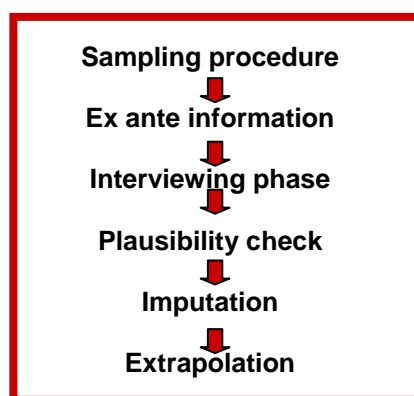 Sampling procedure
Ex ante information
Interviewing phase
Plausibility check
Imputation
Extrapolation